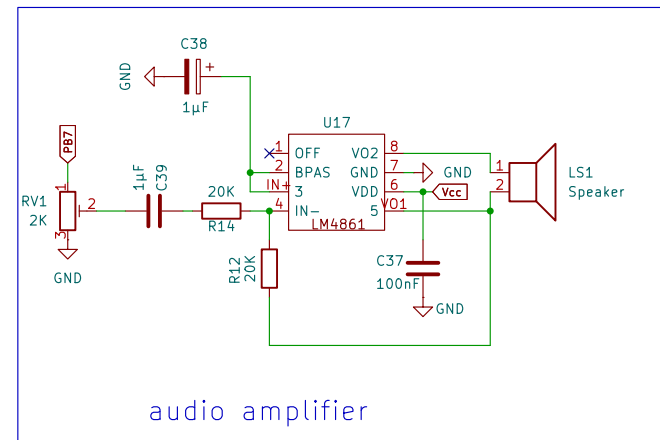 C38
GND
+
1µF
U17
PB7
1
OFF
VO2
8
2
BPAS
GND
7
GND
IN+
3
VDD
6
Vcc
4
IN-
5
VO1
LM4861
1
2
LS1
Speaker
1µF
C39
20K
R14
RV1
2K
1
2
3
GND
R12
20K
C37
100nF
GND
audio amplifier